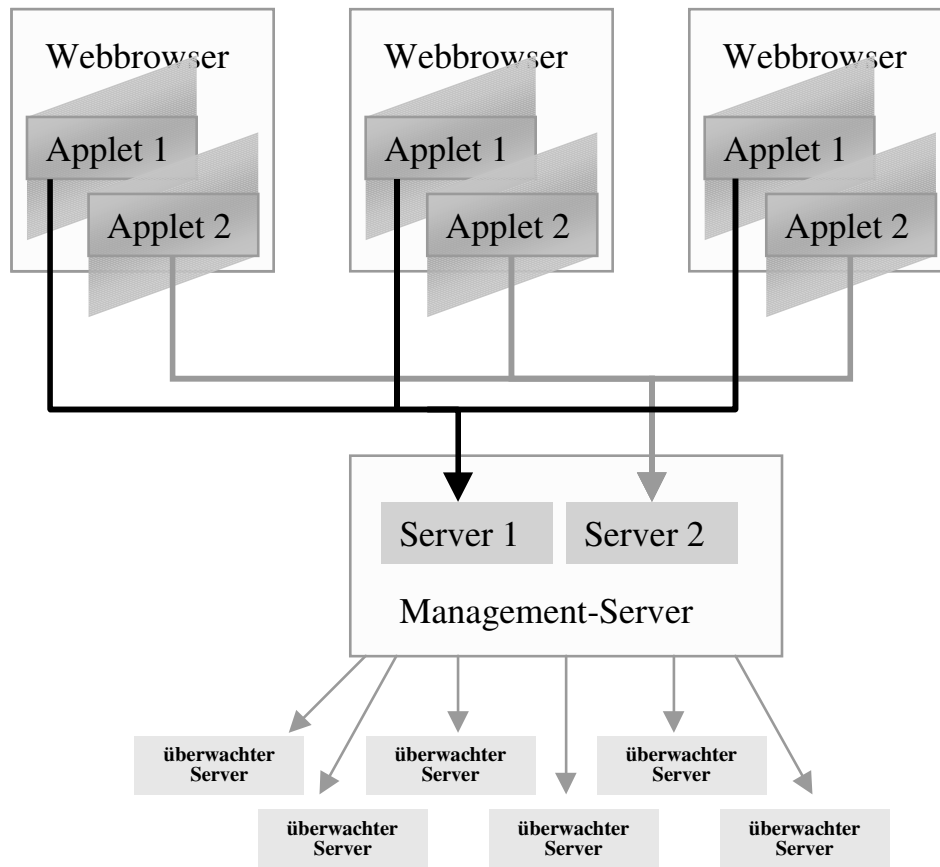 Webbrowser
Webbrowser
Webbrowser
Applet 1
Applet 1
Applet 1
Applet 2
Applet 2
Applet 2
Server 1
Server 2
Management-Server
überwachter
Server
überwachter
Server
überwachter
Server
überwachter
Server
überwachter
Server
überwachter
Server